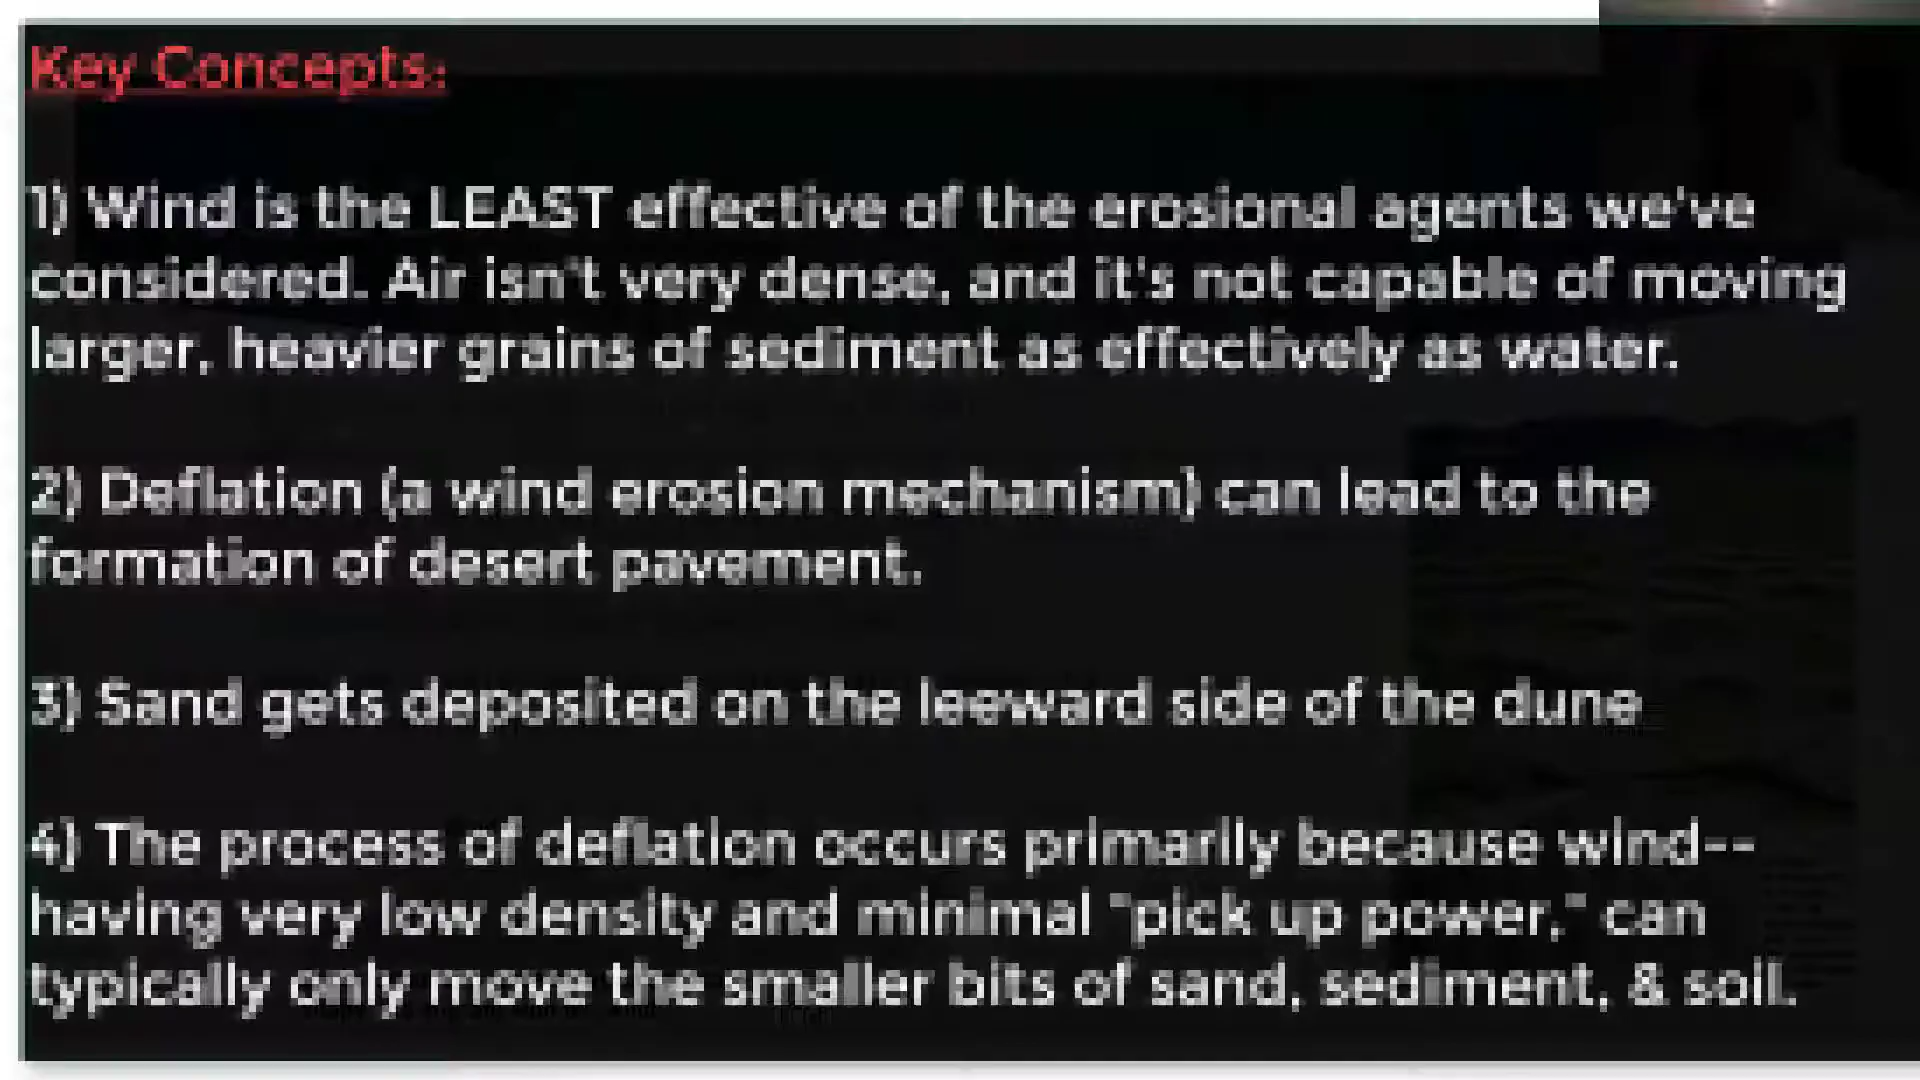 Key Concepts:
1) Wind is the LEAST effective of the erosional agents we've
considered. Air isn't very dense, and it's not capable of moving
larger, heavier grains of sediment as effectively as water.
2) Deflation (a wind erosion mechanism) can lead to the
formation of desert pavement.
3) Sand gets deposited on the leeward side of the dune
4) The process of deflation occurs primarily because wind--
having very low density and minimal "pick up power," can
typically only move the smaller bits of sand, sediment, & soil.